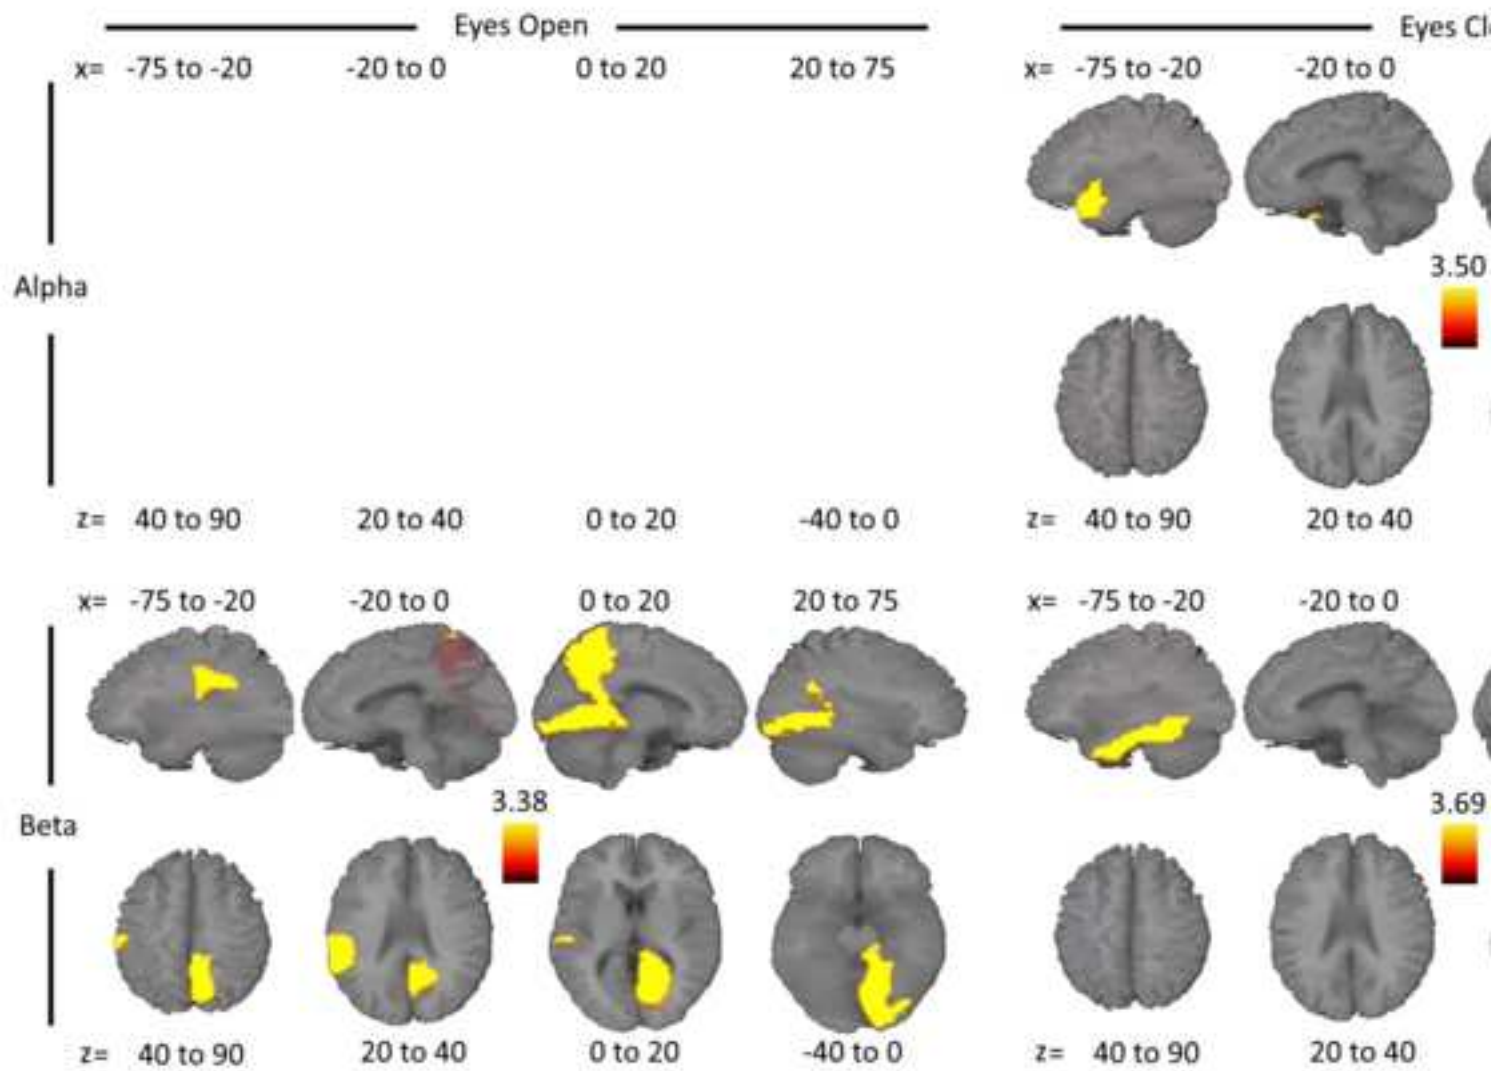 Eyes Open Eyes Cl
x= -75 to -20 -20 to 0 0 to 20 20 to 75 x= -75 to -20 -20 to 0
3.50
Alpha
z= 40 to 90 20 to 40 0 to 20 -40 to 0 z= 40 to 90 20 to 40
x= -75 to -20 -20 to 0 0 to 20 20 to 75 x= -75 to -20 -20 to 0
3.38 3.69
Beta
z= 40 to 90 20 to 40 0 to 20 -40 to 0 z= 40 to 90 20 to 40